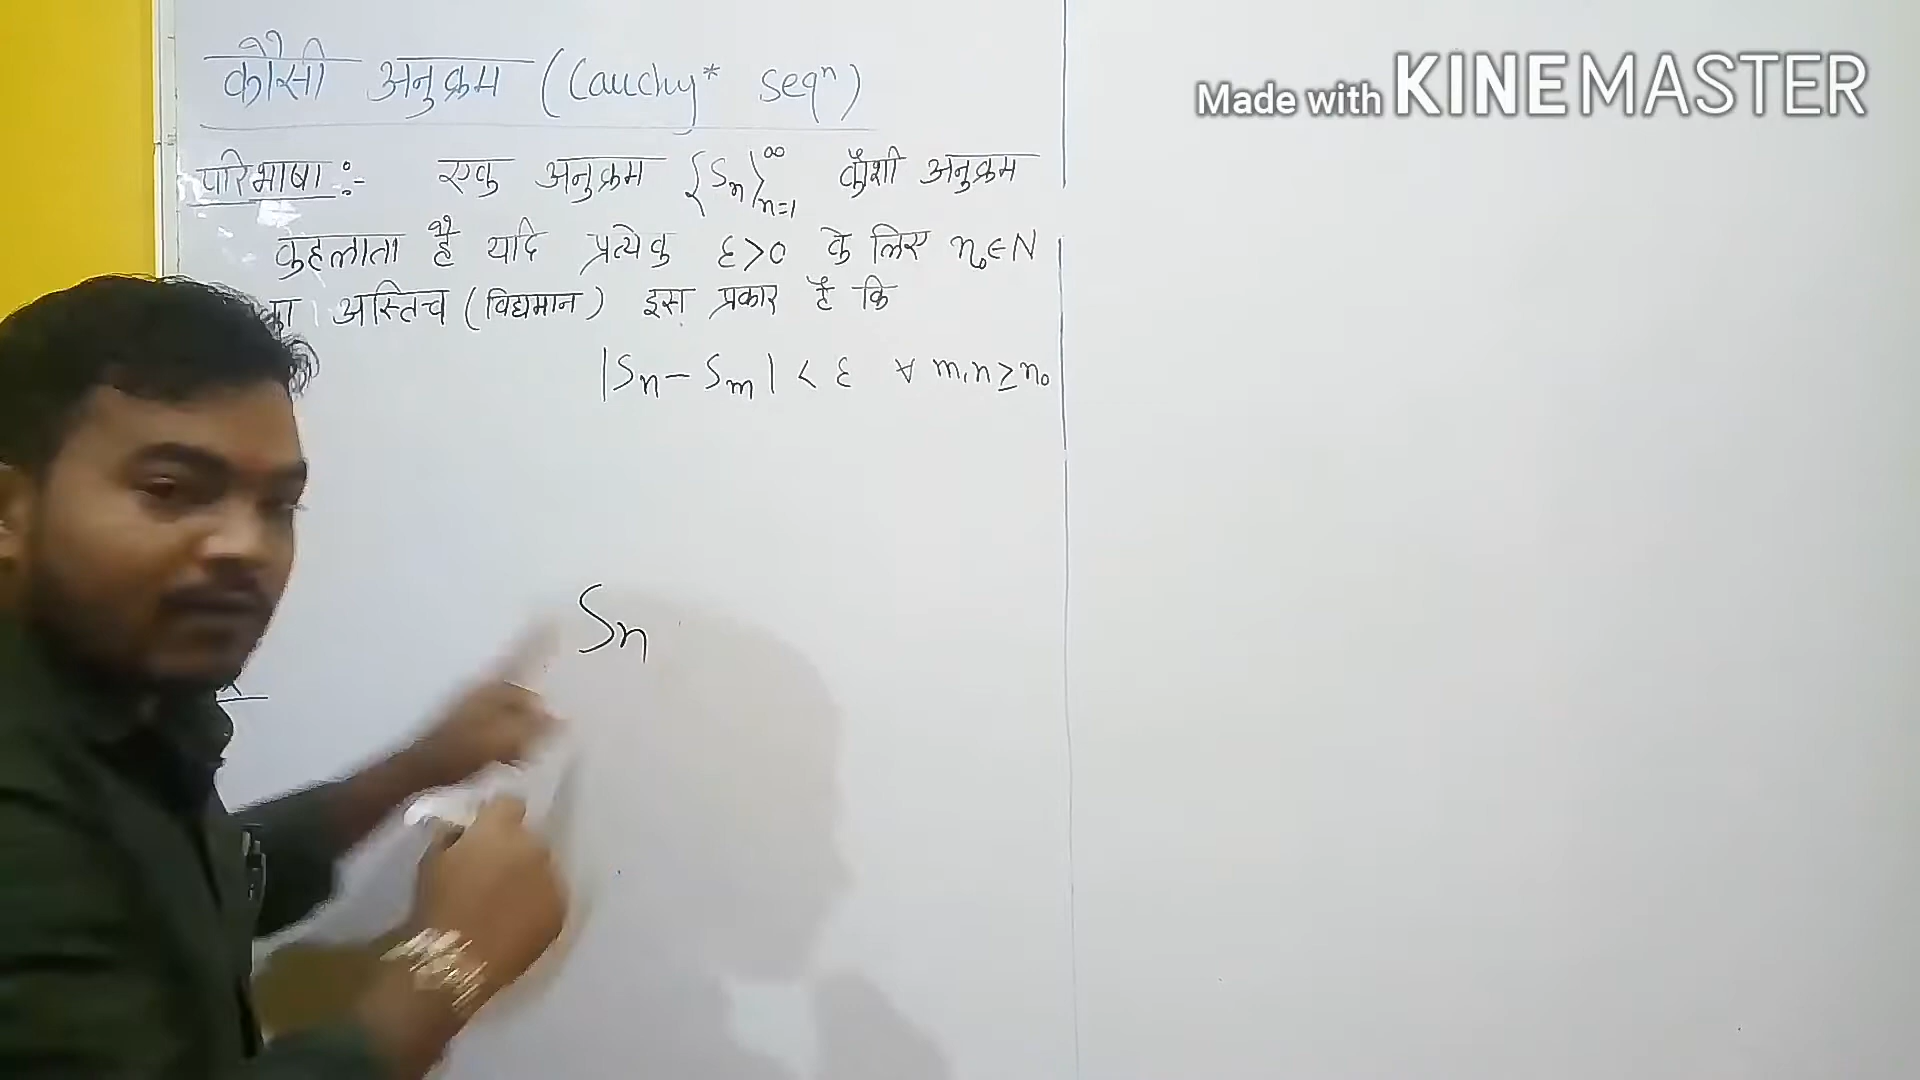 कौसी अनुक्रम (Cauchy* seqⁿ)
Made with KINEMASTER
परिभाषा :- एक अनुक्रम {Sn}∞n=1 कौशी अनुक्रम
कहलाता है यदि प्रत्येक ε>0 के लिए n₀∈N
का अस्तित्व (विद्यमान) इस प्रकार है कि
|Sn - Sm| < ε ∀ m,n ≥ n₀
Sn